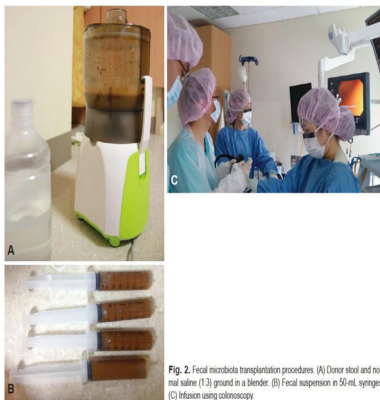 A
B
C
Fig. 2. Fecal microbiota transplantation procedures. (A) Donor stool and no
mal saline (1:3) ground in a blender. (B) Fecal suspension in 50-mL syringe
(C) Infusion using colonoscopy.